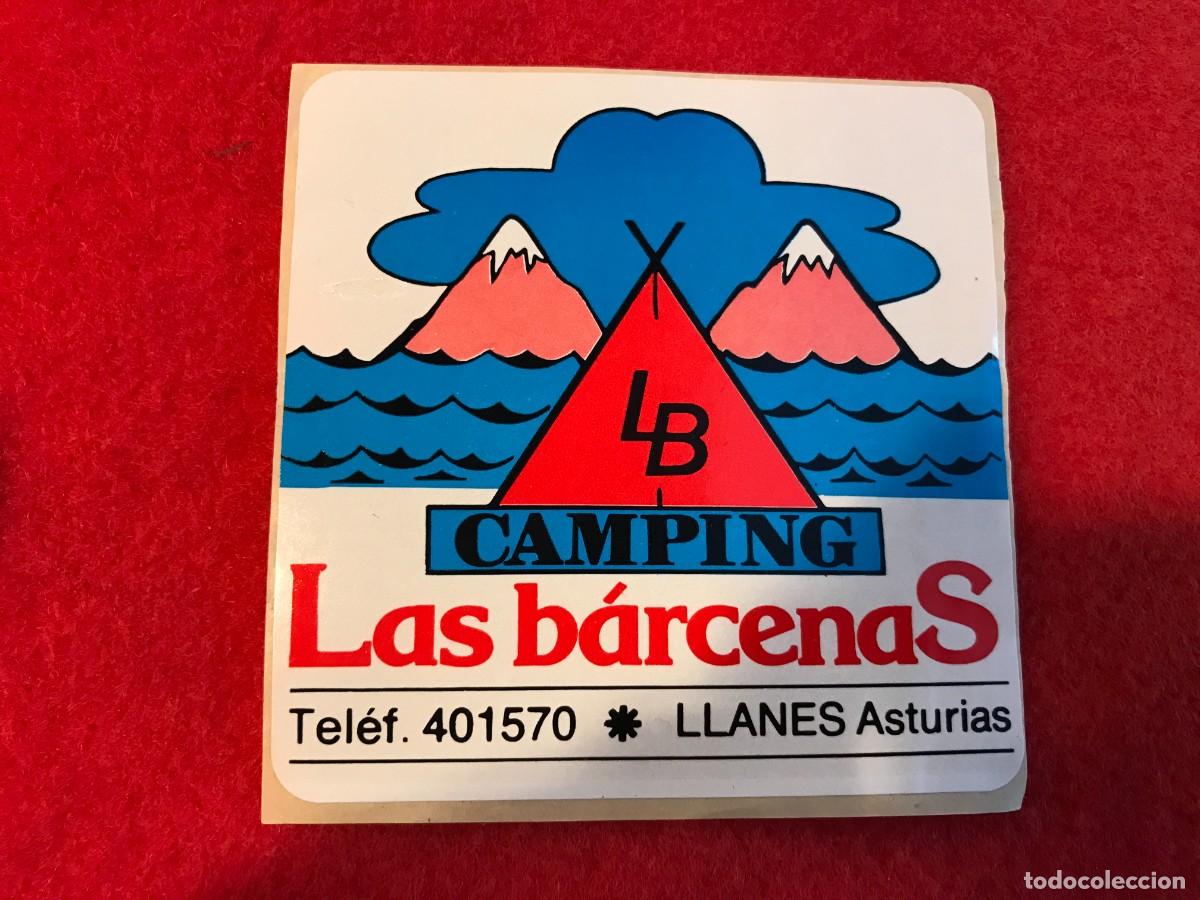 LB
CAMPING
Las bárcenaS
Teléf. 401570 * LLANES Asturias
todocoleccion